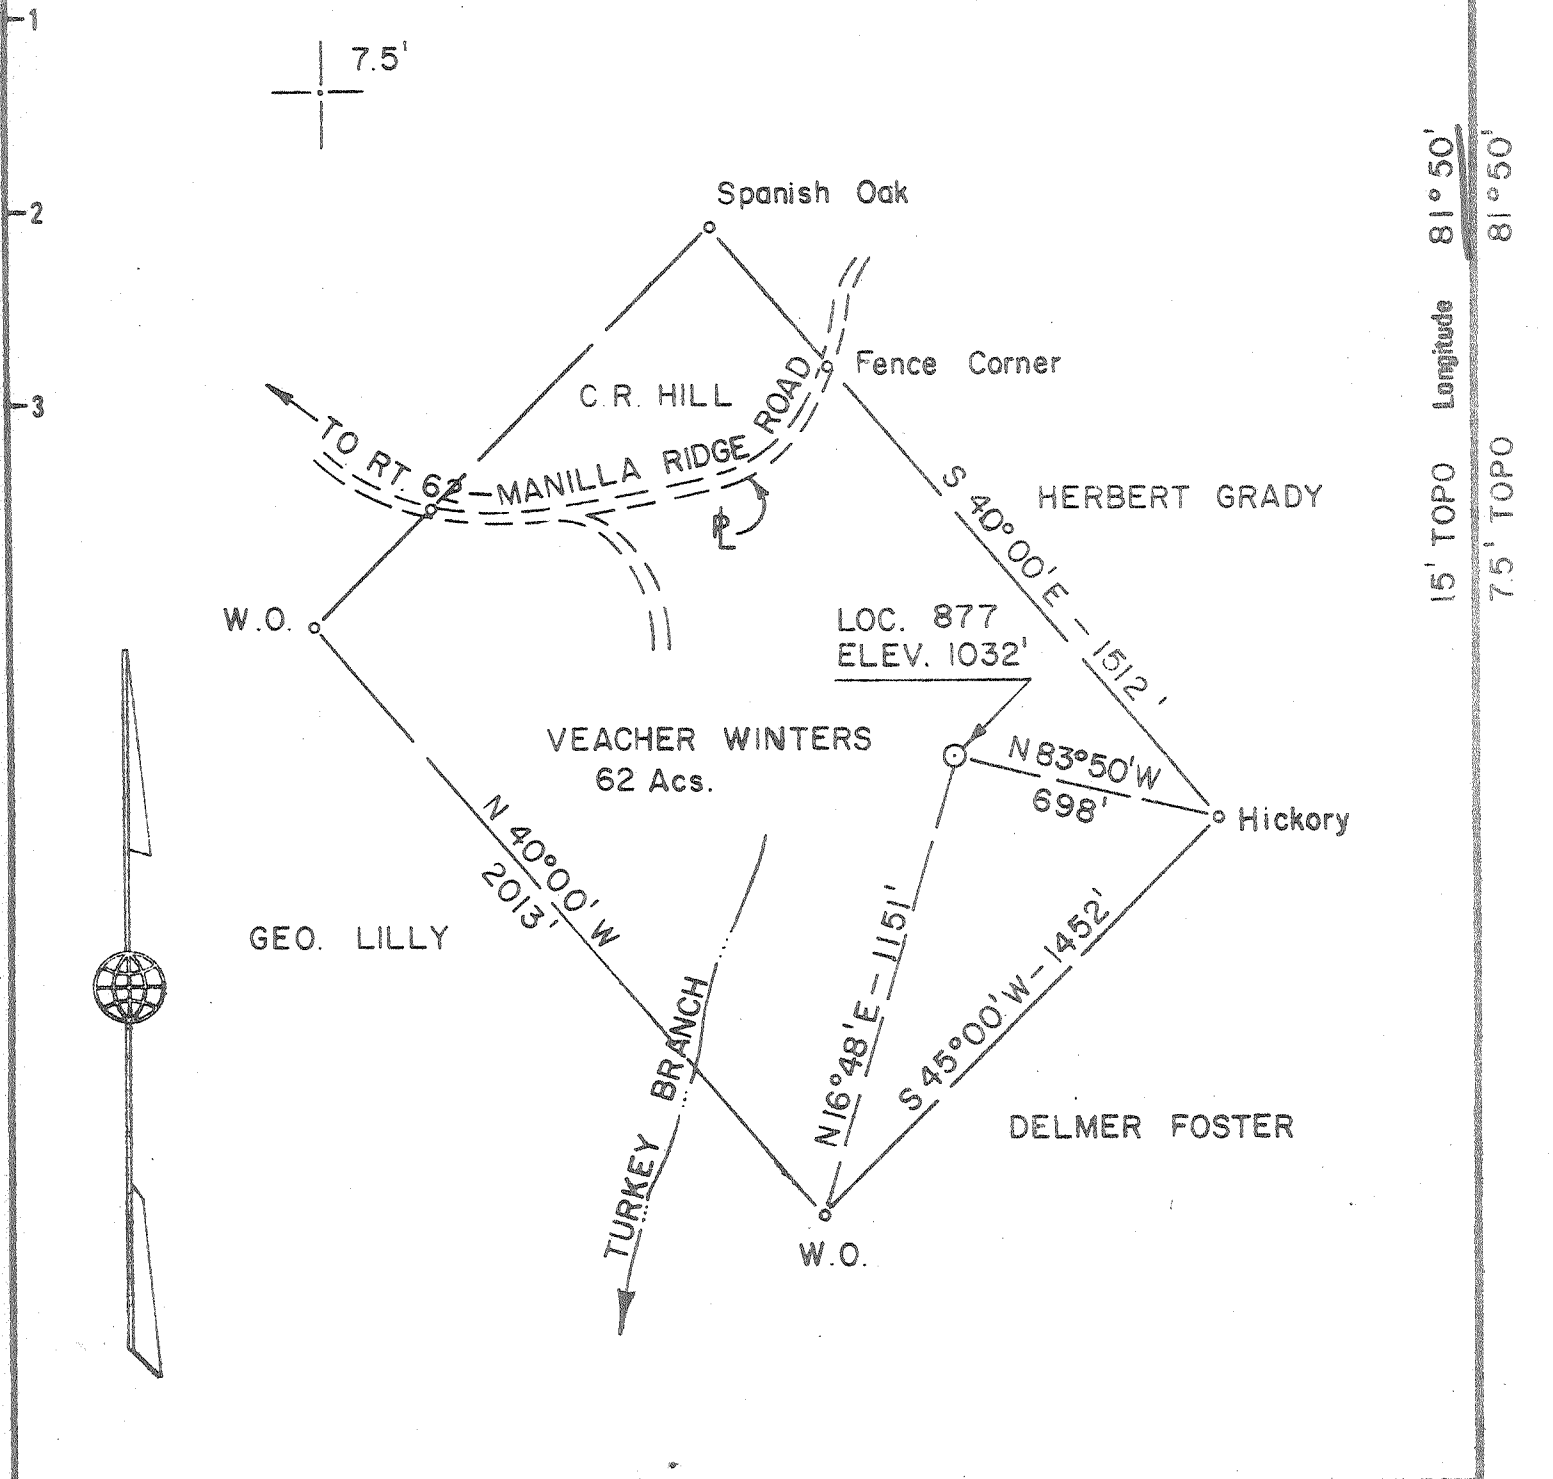 1
7.5'
2
Spanish Oak
Fence Corner
C.R. HILL
3
TO RT. 62 – MANILLA RIDGE ROAD
S 40°00'E – 1512'
HERBERT GRADY
℄
W.O.
LOC. 877
ELEV. 1032'
VEACHER WINTERS
62 Acs.
N 83°50'W
698'
Hickory
N 40°00'W
2013'
GEO. LILLY
N 16°48'E – 1151'
S 45°00'W – 1452'
TURKEY BRANCH
DELMER FOSTER
W.O.
15' TOPO Longitude 81° 50'
7.5' TOPO 81° 50'